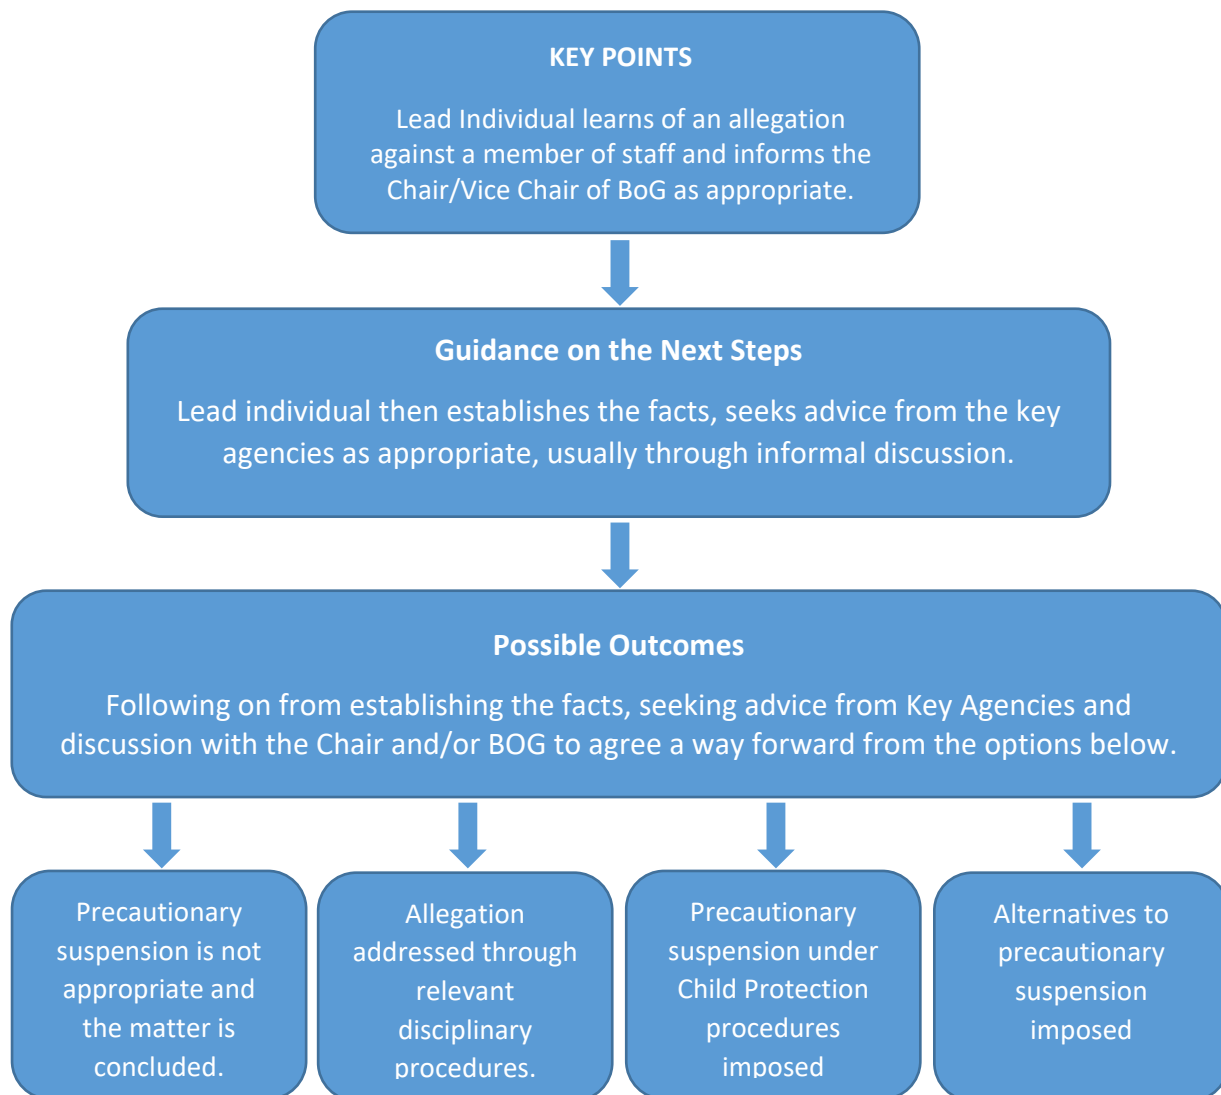 KEY POINTS
Lead Individual learns of an allegation
against a member of staff and informs the
Chair/Vice Chair of BoG as appropriate.
Guidance on the Next Steps
Lead individual then establishes the facts, seeks advice from the key
agencies as appropriate, usually through informal discussion.
Possible Outcomes
Following on from establishing the facts, seeking advice from Key Agencies and
discussion with the Chair and/or BOG to agree a way forward from the options below.
Precautionary
suspension is not
appropriate and
the matter is
concluded.
Allegation
addressed through
relevant
disciplinary
procedures.
Precautionary
suspension under
Child Protection
procedures
imposed
Alternatives to
precautionary
suspension
imposed